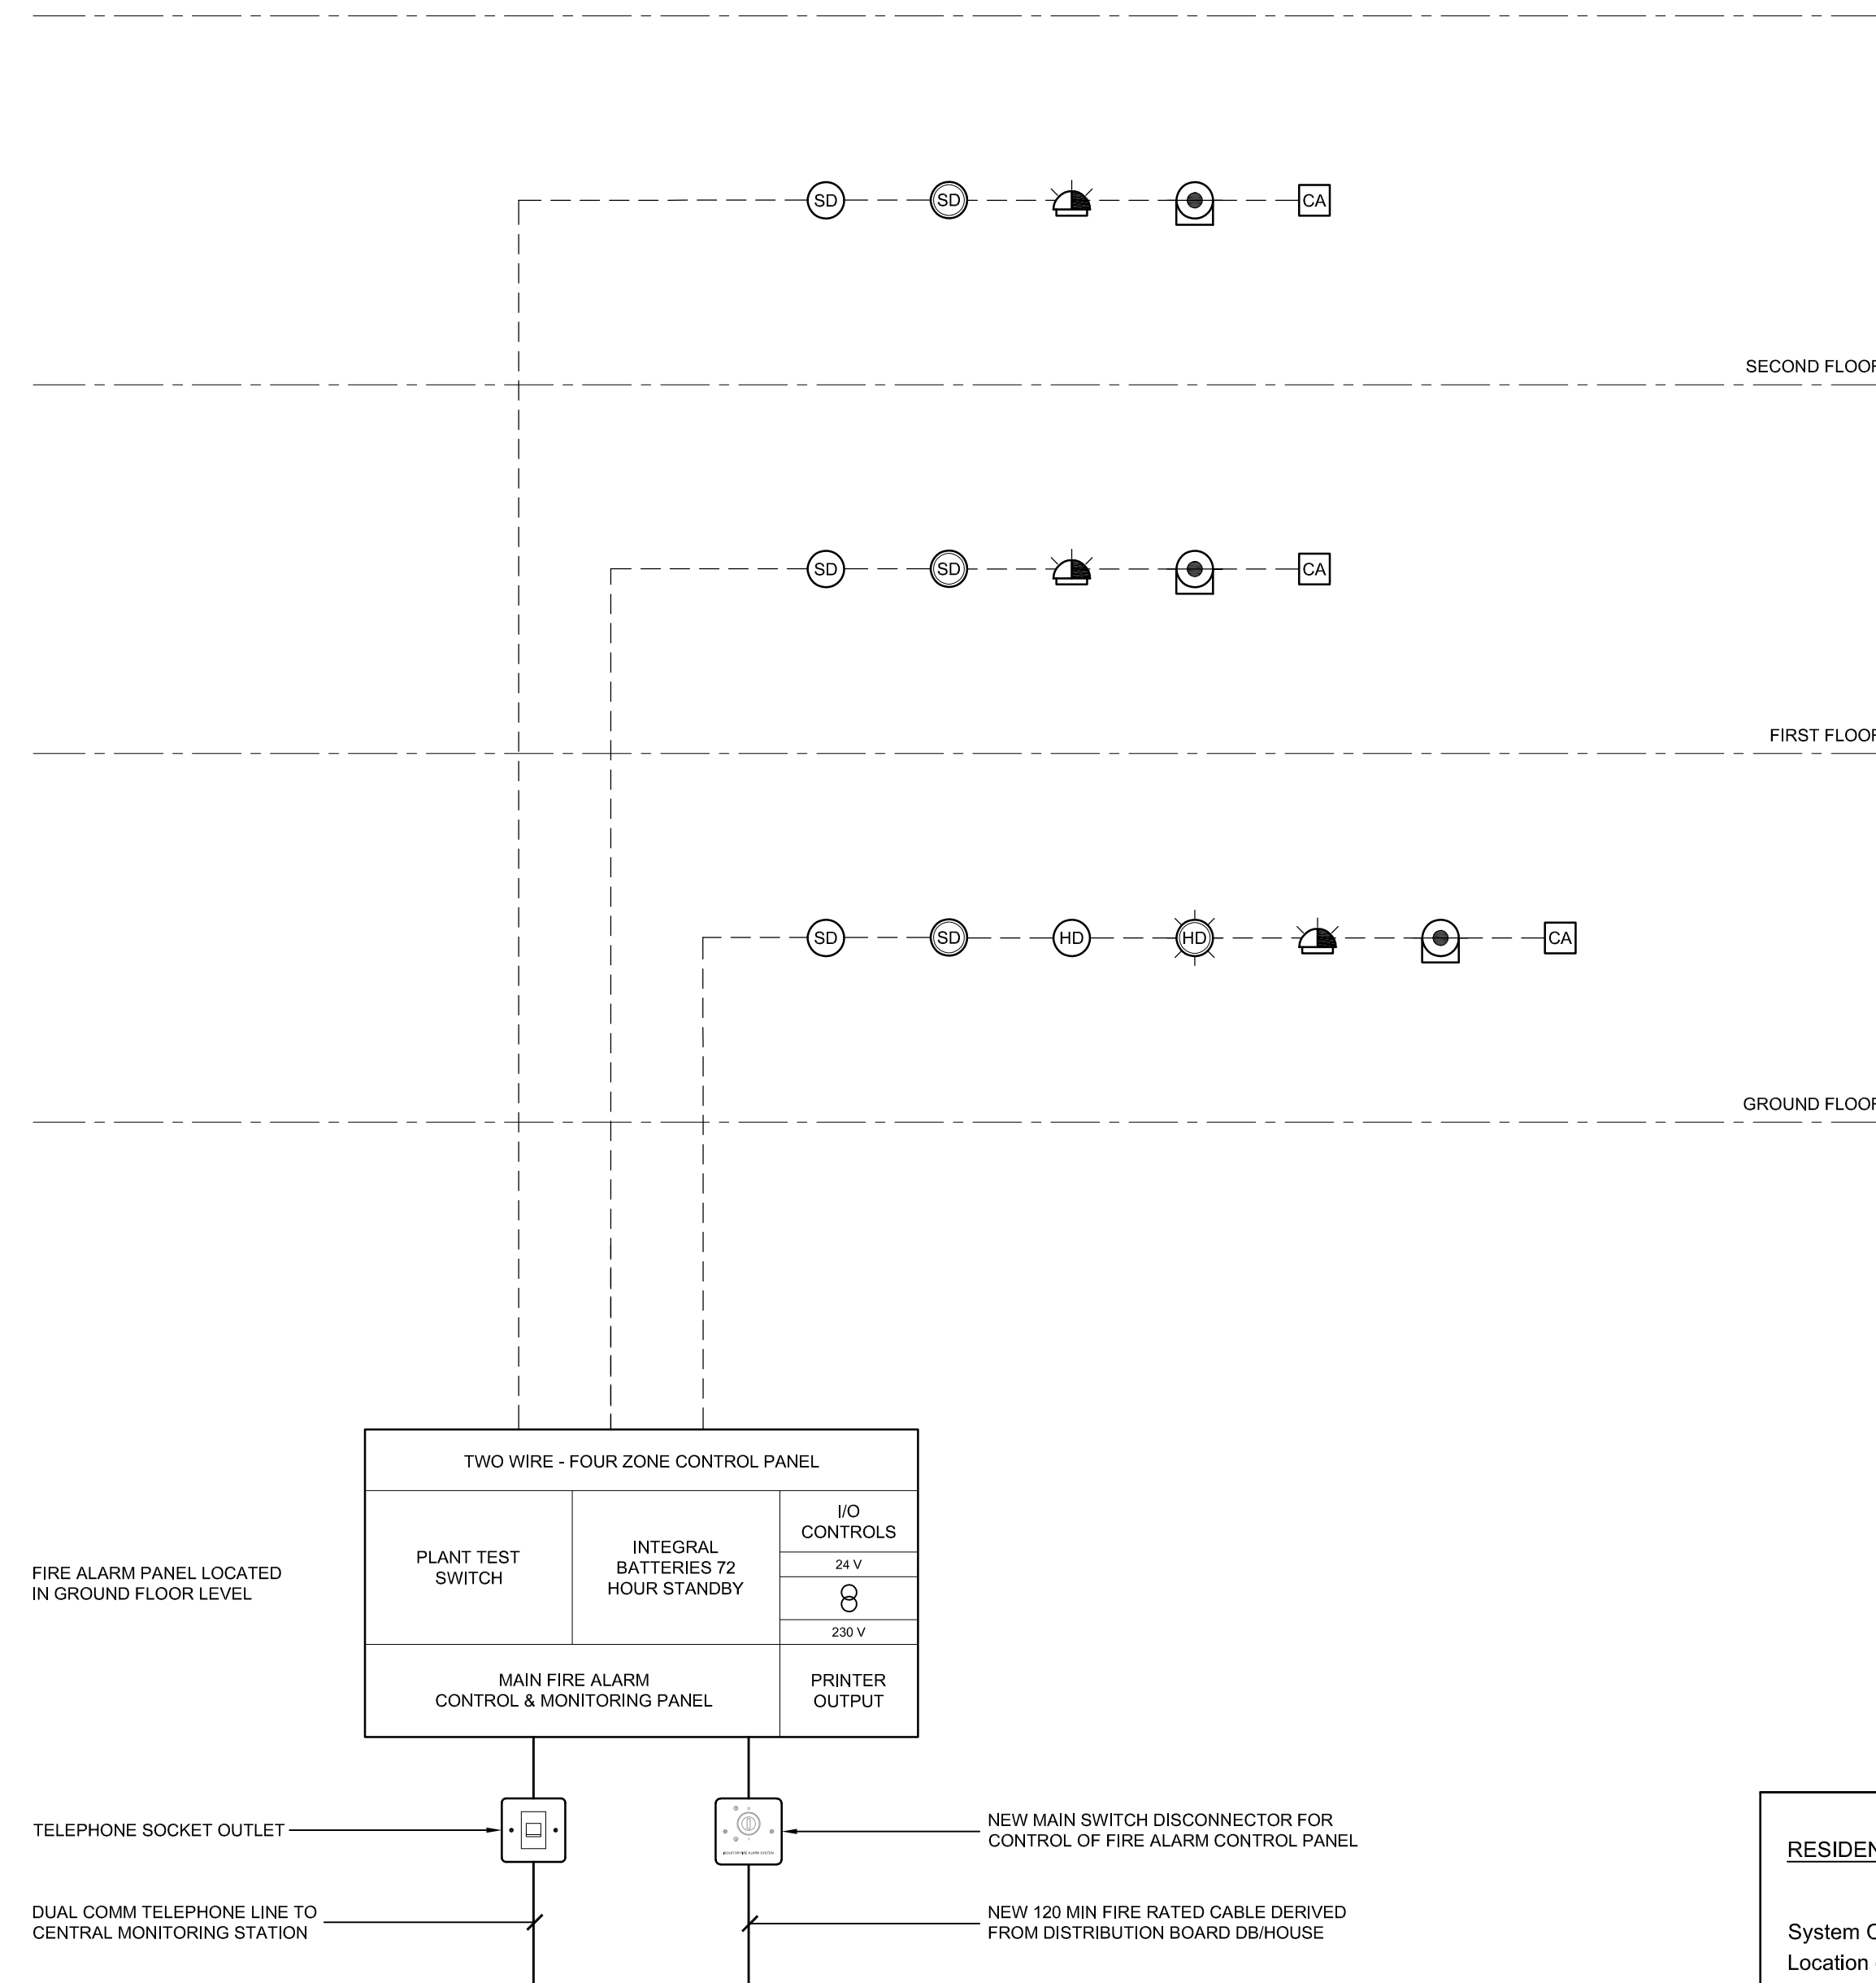 SD SD CA
SECOND FLOOR
SD SD CA
FIRST FLOOR
SD SD HD HD CA
GROUND FLOOR
TWO WIRE - FOUR ZONE CONTROL PANEL
PLANT TEST
SWITCH
INTEGRAL
BATTERIES 72
HOUR STANDBY
I/O
CONTROLS
24 V
230 V
MAIN FIRE ALARM
CONTROL & MONITORING PANEL
PRINTER
OUTPUT
FIRE ALARM PANEL LOCATED
IN GROUND FLOOR LEVEL
TELEPHONE SOCKET OUTLET
NEW MAIN SWITCH DISCONNECTOR FOR
CONTROL OF FIRE ALARM CONTROL PANEL
DUAL COMM TELEPHONE LINE TO
CENTRAL MONITORING STATION
NEW 120 MIN FIRE RATED CABLE DERIVED
FROM DISTRIBUTION BOARD DB/HOUSE
RESIDEN
System C
Location